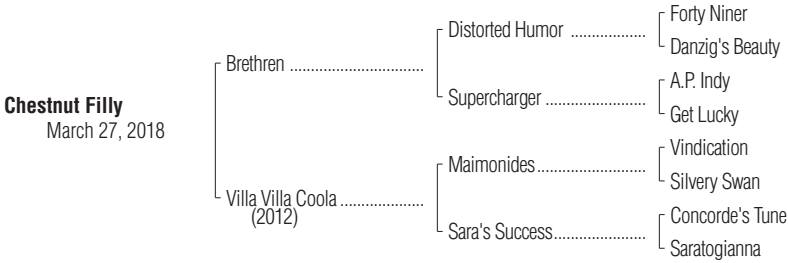 Forty Niner
Distorted Humor ..................
Danzig's Beauty
Brethren ................................
A.P. Indy
Supercharger ........................
Get Lucky
Chestnut Filly
March 27, 2018
Vindication
Maimonides..........................
Silvery Swan
Villa Villa Coola ....................
(2012)
Concorde's Tune
Sara's Success......................
Saratogianna